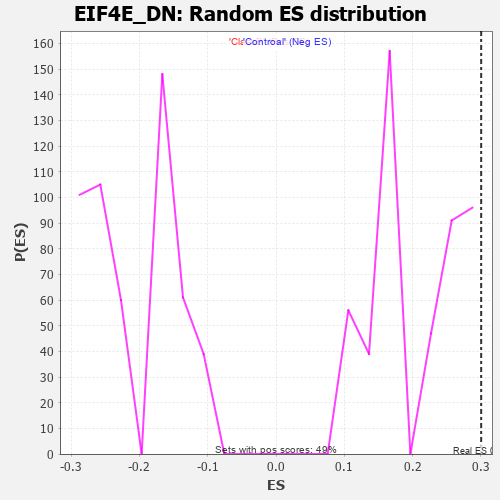 EIF4E_DN: Random ES distribution
'Control' (Neg ES)
160
150
140
130
120
110
100
90
80
70
60
50
40
30
20
10
0
P(ES)
Sets with pos scores: 49%
Real ES
-0.3 -0.2 -0.1 0.0 0.1 0.2 0.3
ES